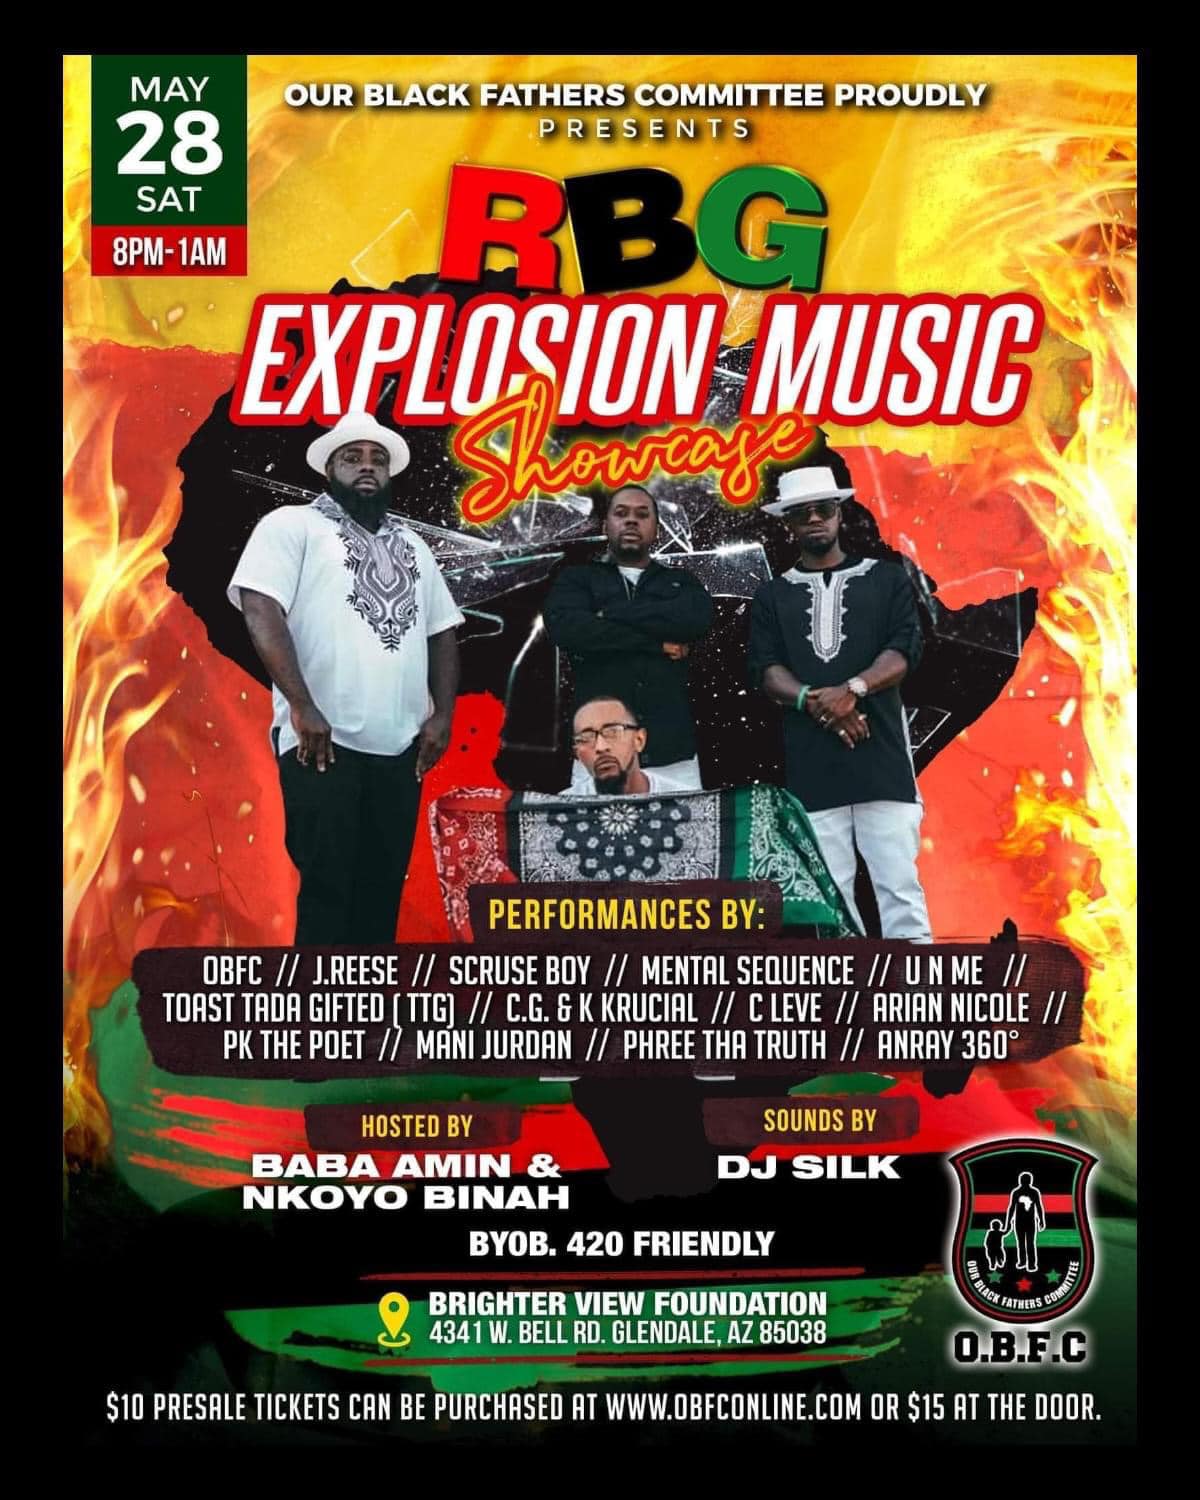 MAY
28
SAT
8PM-1AM
OUR BLACK FATHERS COMMITTEE PROUDLY
PRESENTS
RBG
EXPLOSION MUSIC
Showcase
PERFORMANCES BY:
OBFC // J.REESE // SCRUSE BOY // MENTAL SEQUENCE // U N ME //
TOAST TADA GIFTED (TTG) // C.G. & K KRUCIAL // C LEVE // ARIAN NICOLE //
PK THE POET // MANI JURDAN // PHREE THA TRUTH // ANRAY 360°
HOSTED BY
BABA AMIN &
NKOYO BINAH
SOUNDS BY
DJ SILK
BYOB. 420 FRIENDLY
BRIGHTER VIEW FOUNDATION
4341 W. BELL RD. GLENDALE, AZ 85038
OUR BLACK FATHERS COMMITTEE
O.B.F.C
$10 PRESALE TICKETS CAN BE PURCHASED AT WWW.OBFCONLINE.COM OR $15 AT THE DOOR.